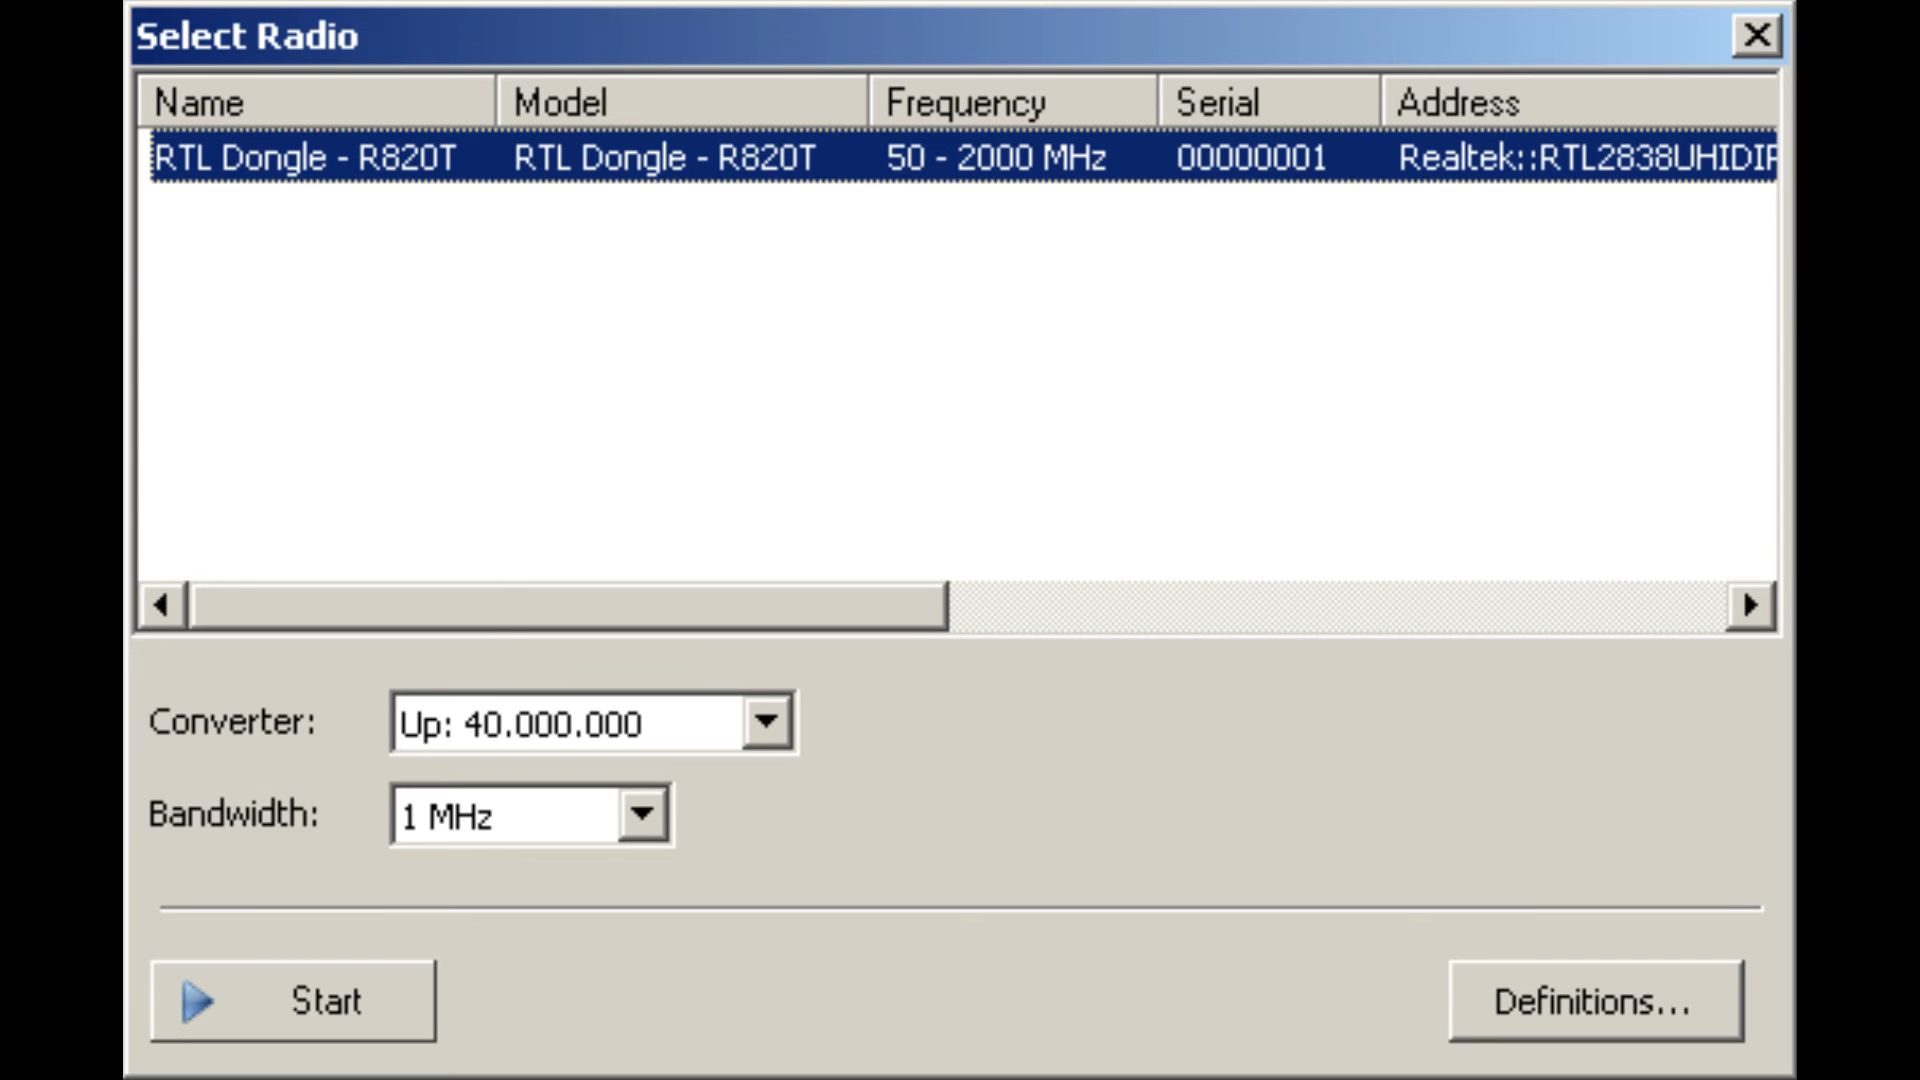 Select Radio
Name Model Frequency Serial Address
RTL Dongle - R820T RTL Dongle - R820T 50 - 2000 MHz 00000001 Realtek::RTL2838UHIDIR
Converter: Up: 40.000.000
Bandwidth: 1 MHz
Start Definitions...